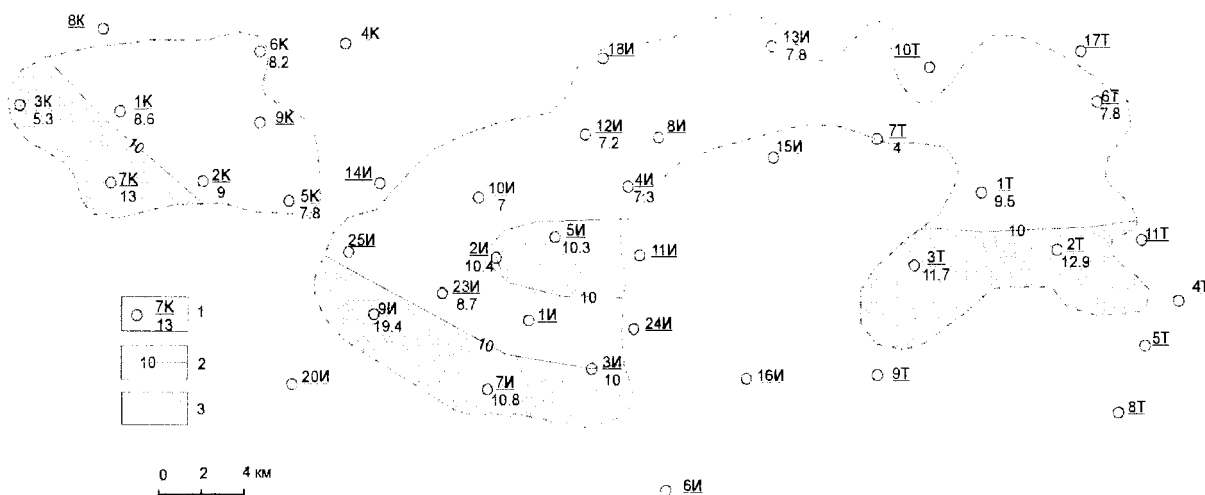 8К
6К
8.2
4К
18И
13И
7.8
10Т
17Т
3К
5.3
1К
8.6
9К
12И
7.2
8И
15И
7Т
4
6Т
7.8
10
7К
13
2К
9
5К
7.8
14И
10И
7
4И
7.3
1Т
9.5
25И
2И
10.4
5И
10.3
11И
10
3Т
11.7
2Т
12.9
11Т
23И
8.7
10
9И
19.4
1И
24И
4Т
7К
13
1
10
3И
10
5Т
10
2
20И
7И
10.8
16И
9Т
3
8Т
0 2 4 км
6И